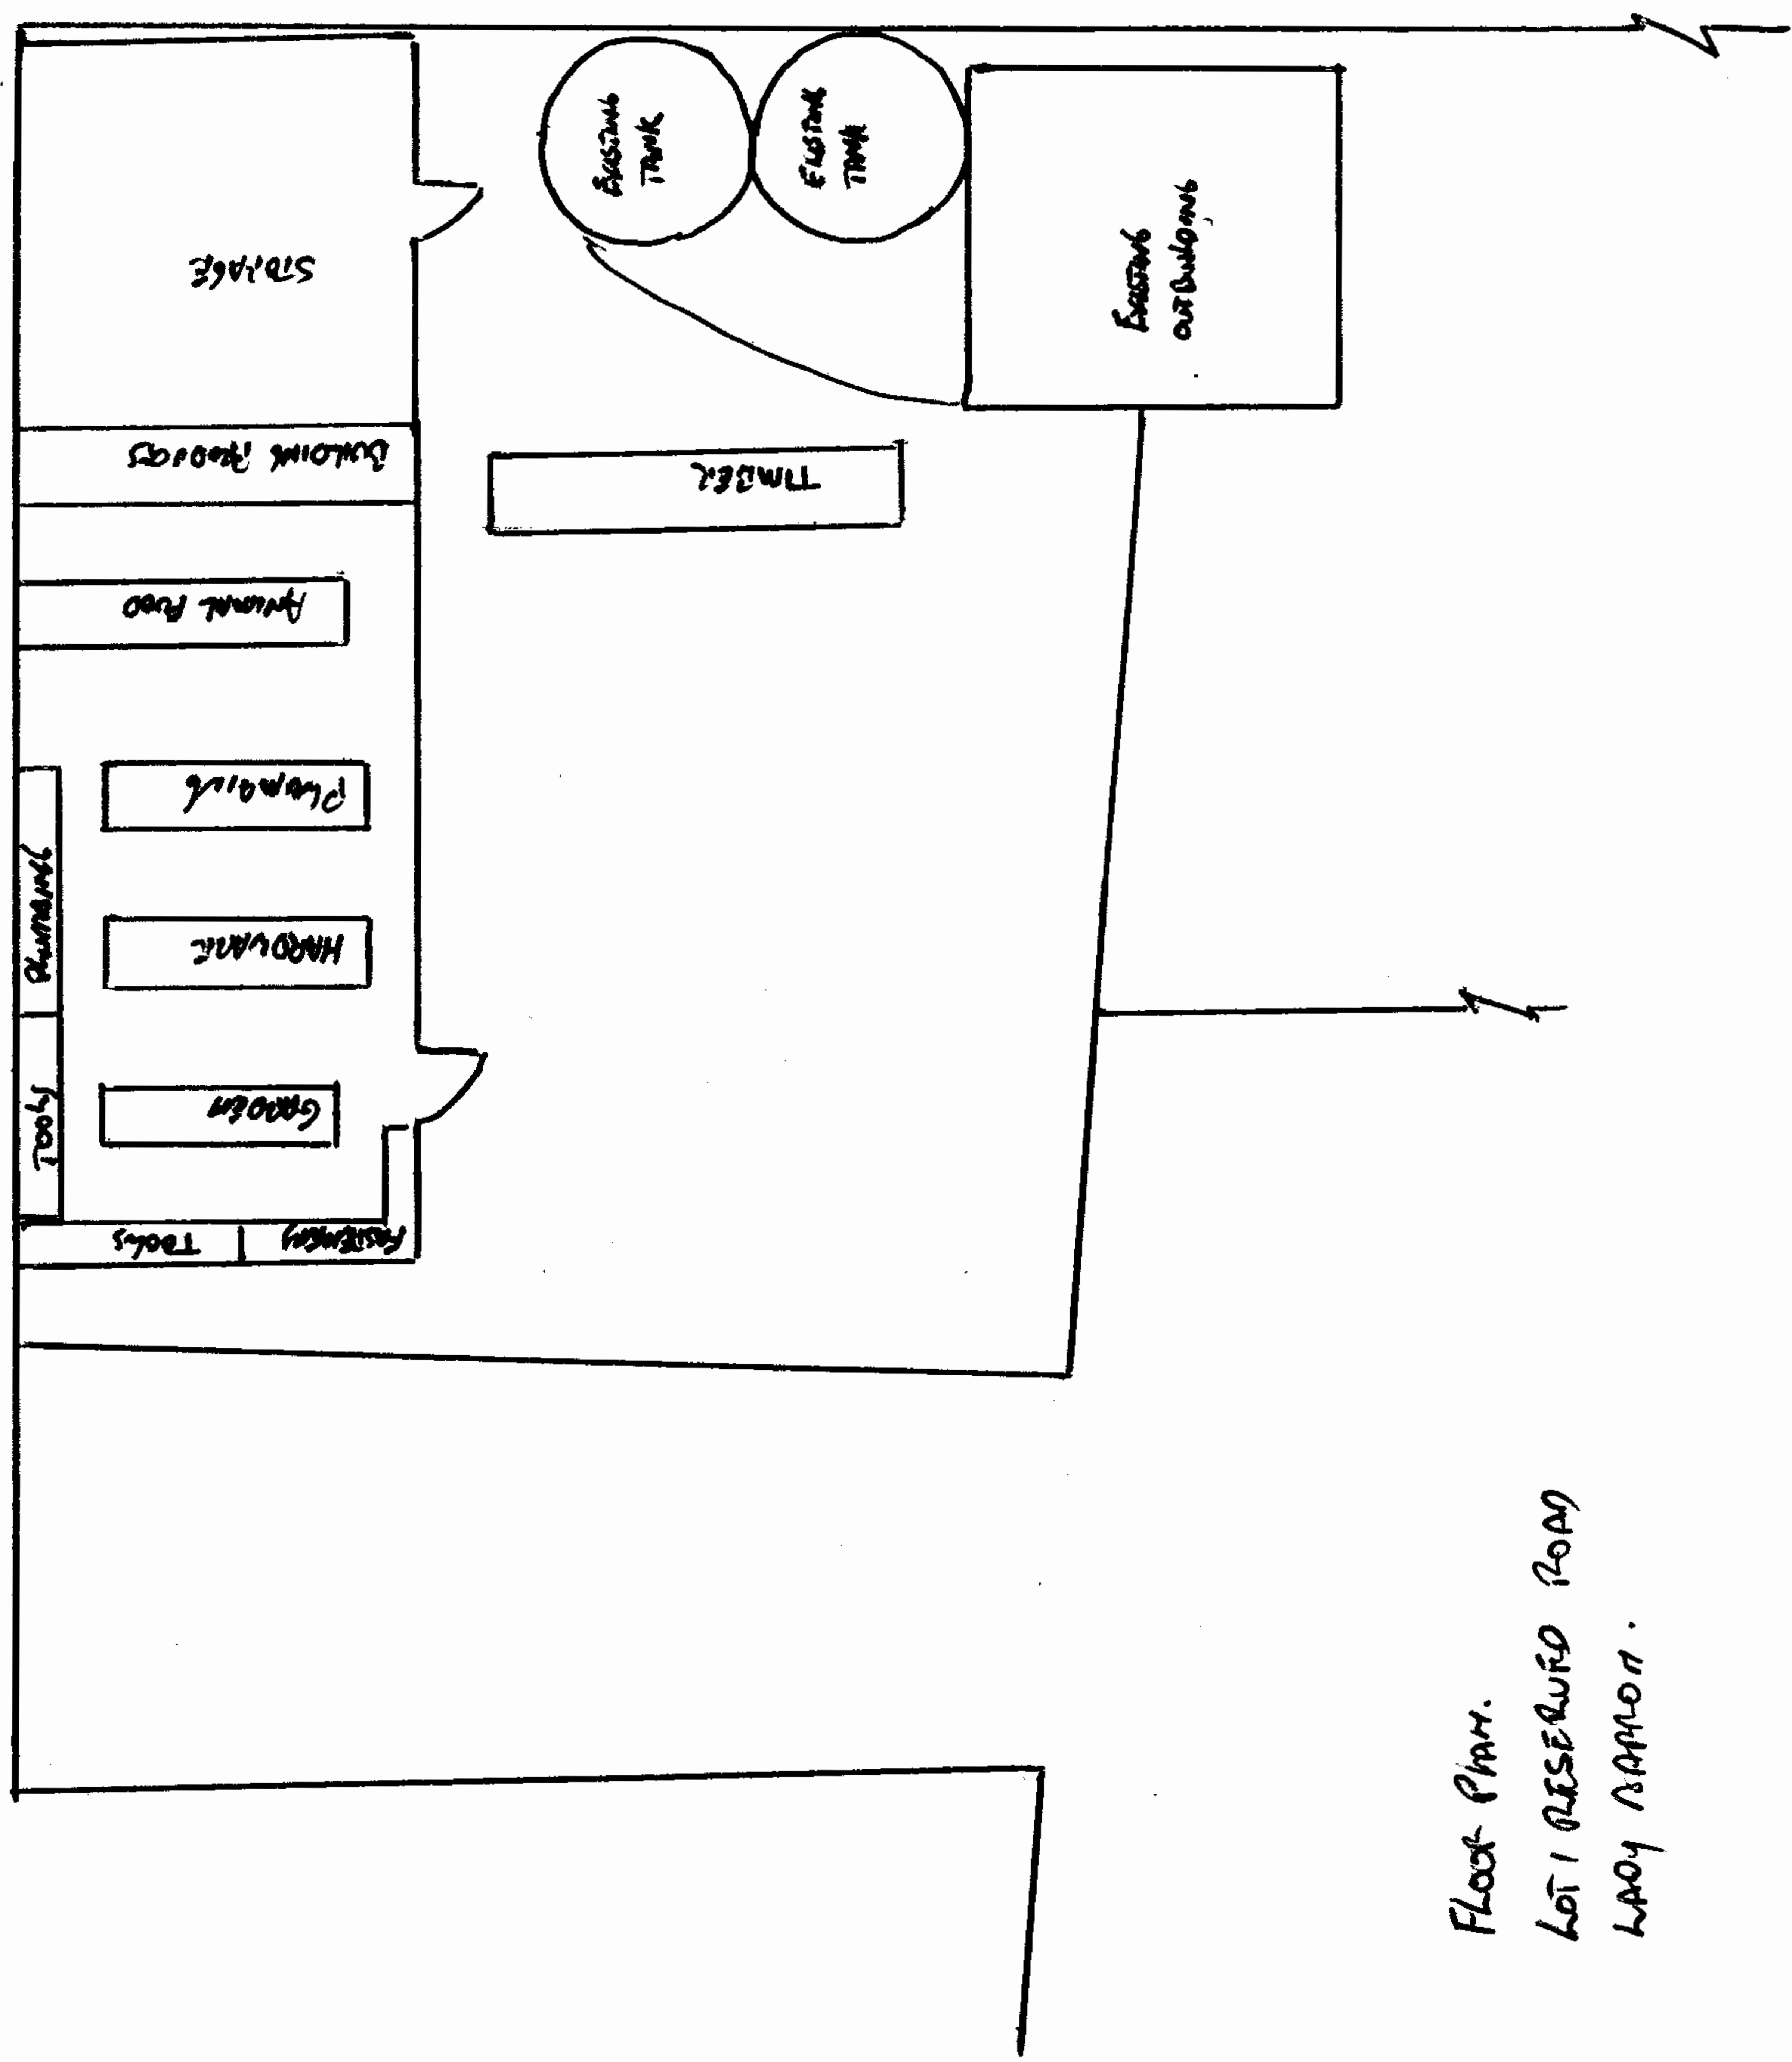 STORAGE
BUILDING PRODUCTS
ANIMAL FOOD
PLUMBING
HARDWARE
GARDEN
PLUMBING
TOOLS
TOOLS
FASTENERS
EXISTING
TANK
EXISTING
TANK
EXISTING
OUTBUILDING
TIMBER
FLOOR PLAN.
LOT 1 RESERVED ROAD
LADY BARRON.